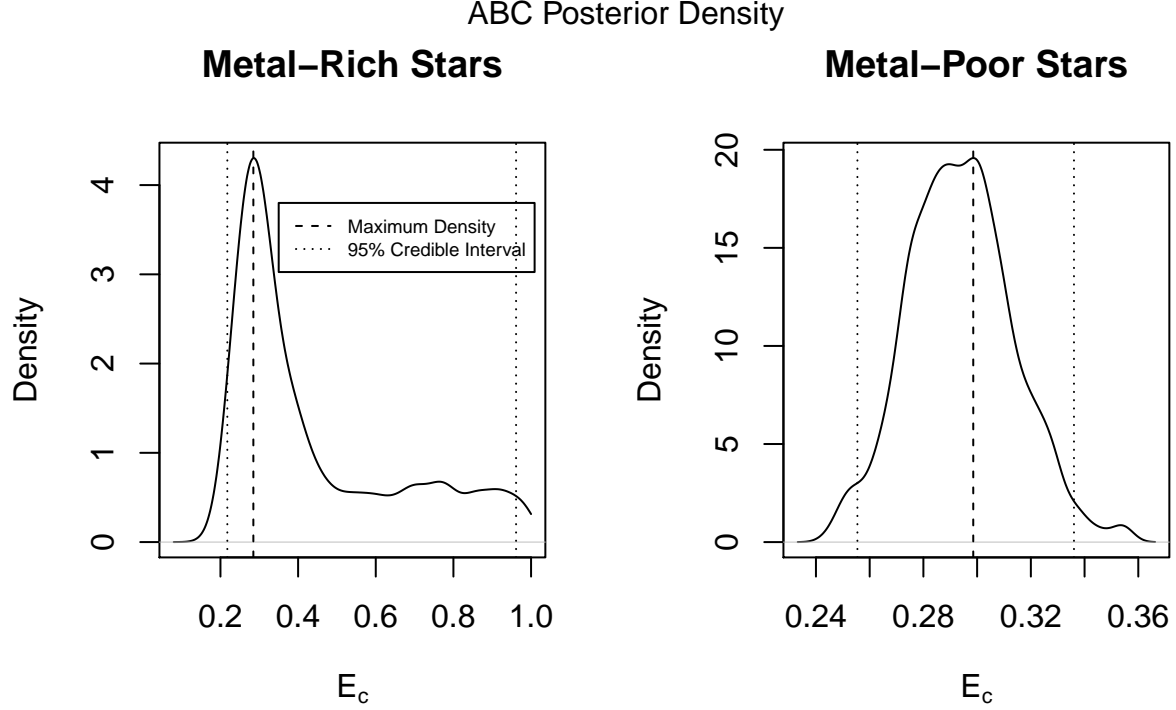 ABC Posterior Density
Metal−Rich Stars
4
3
2
1
0
Density
Maximum Density
95% Credible Interval
0.2 0.4 0.6 0.8 1.0
E_c
Metal−Poor Stars
20
15
10
5
0
Density
0.24 0.28 0.32 0.36
E_c